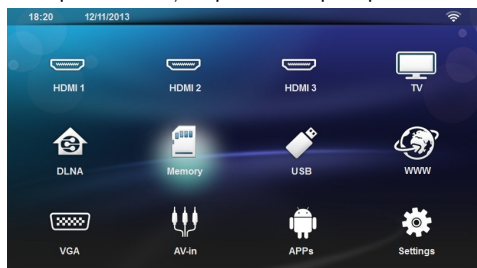 18:20 12/11/2013
HDMI 1 HDMI 2 HDMI 3 TV
DLNA Memory USB WWW
VGA AV-in APPs Settings